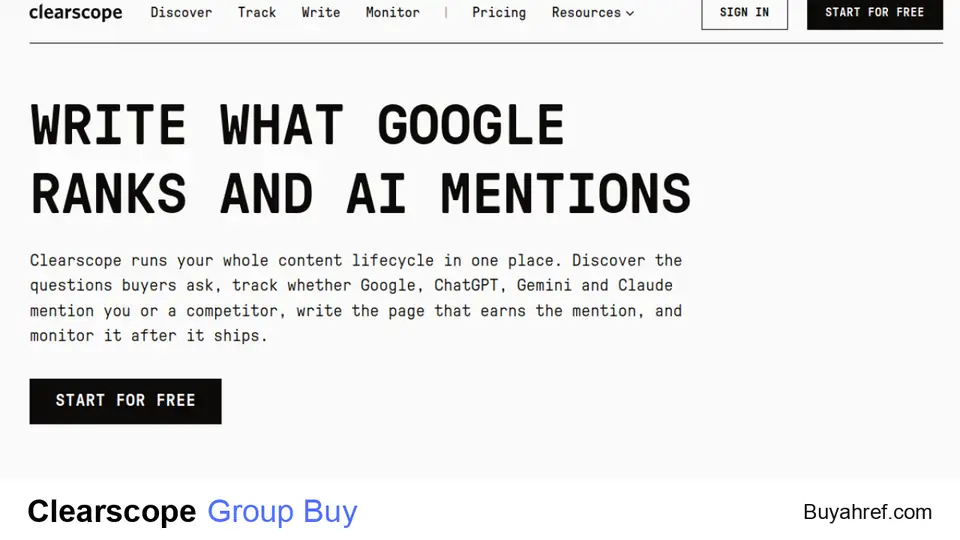 clearscope Discover Track Write Monitor | Pricing Resources SIGN IN START FOR FREE
WRITE WHAT GOOGLE
RANKS AND AI MENTIONS
Clearscope runs your whole content lifecycle in one place. Discover the
questions buyers ask, track whether Google, ChatGPT, Gemini and Claude
mention you or a competitor, write the page that earns the mention, and
monitor it after it ships.
START FOR FREE
Clearscope Group Buy Buyahref.com